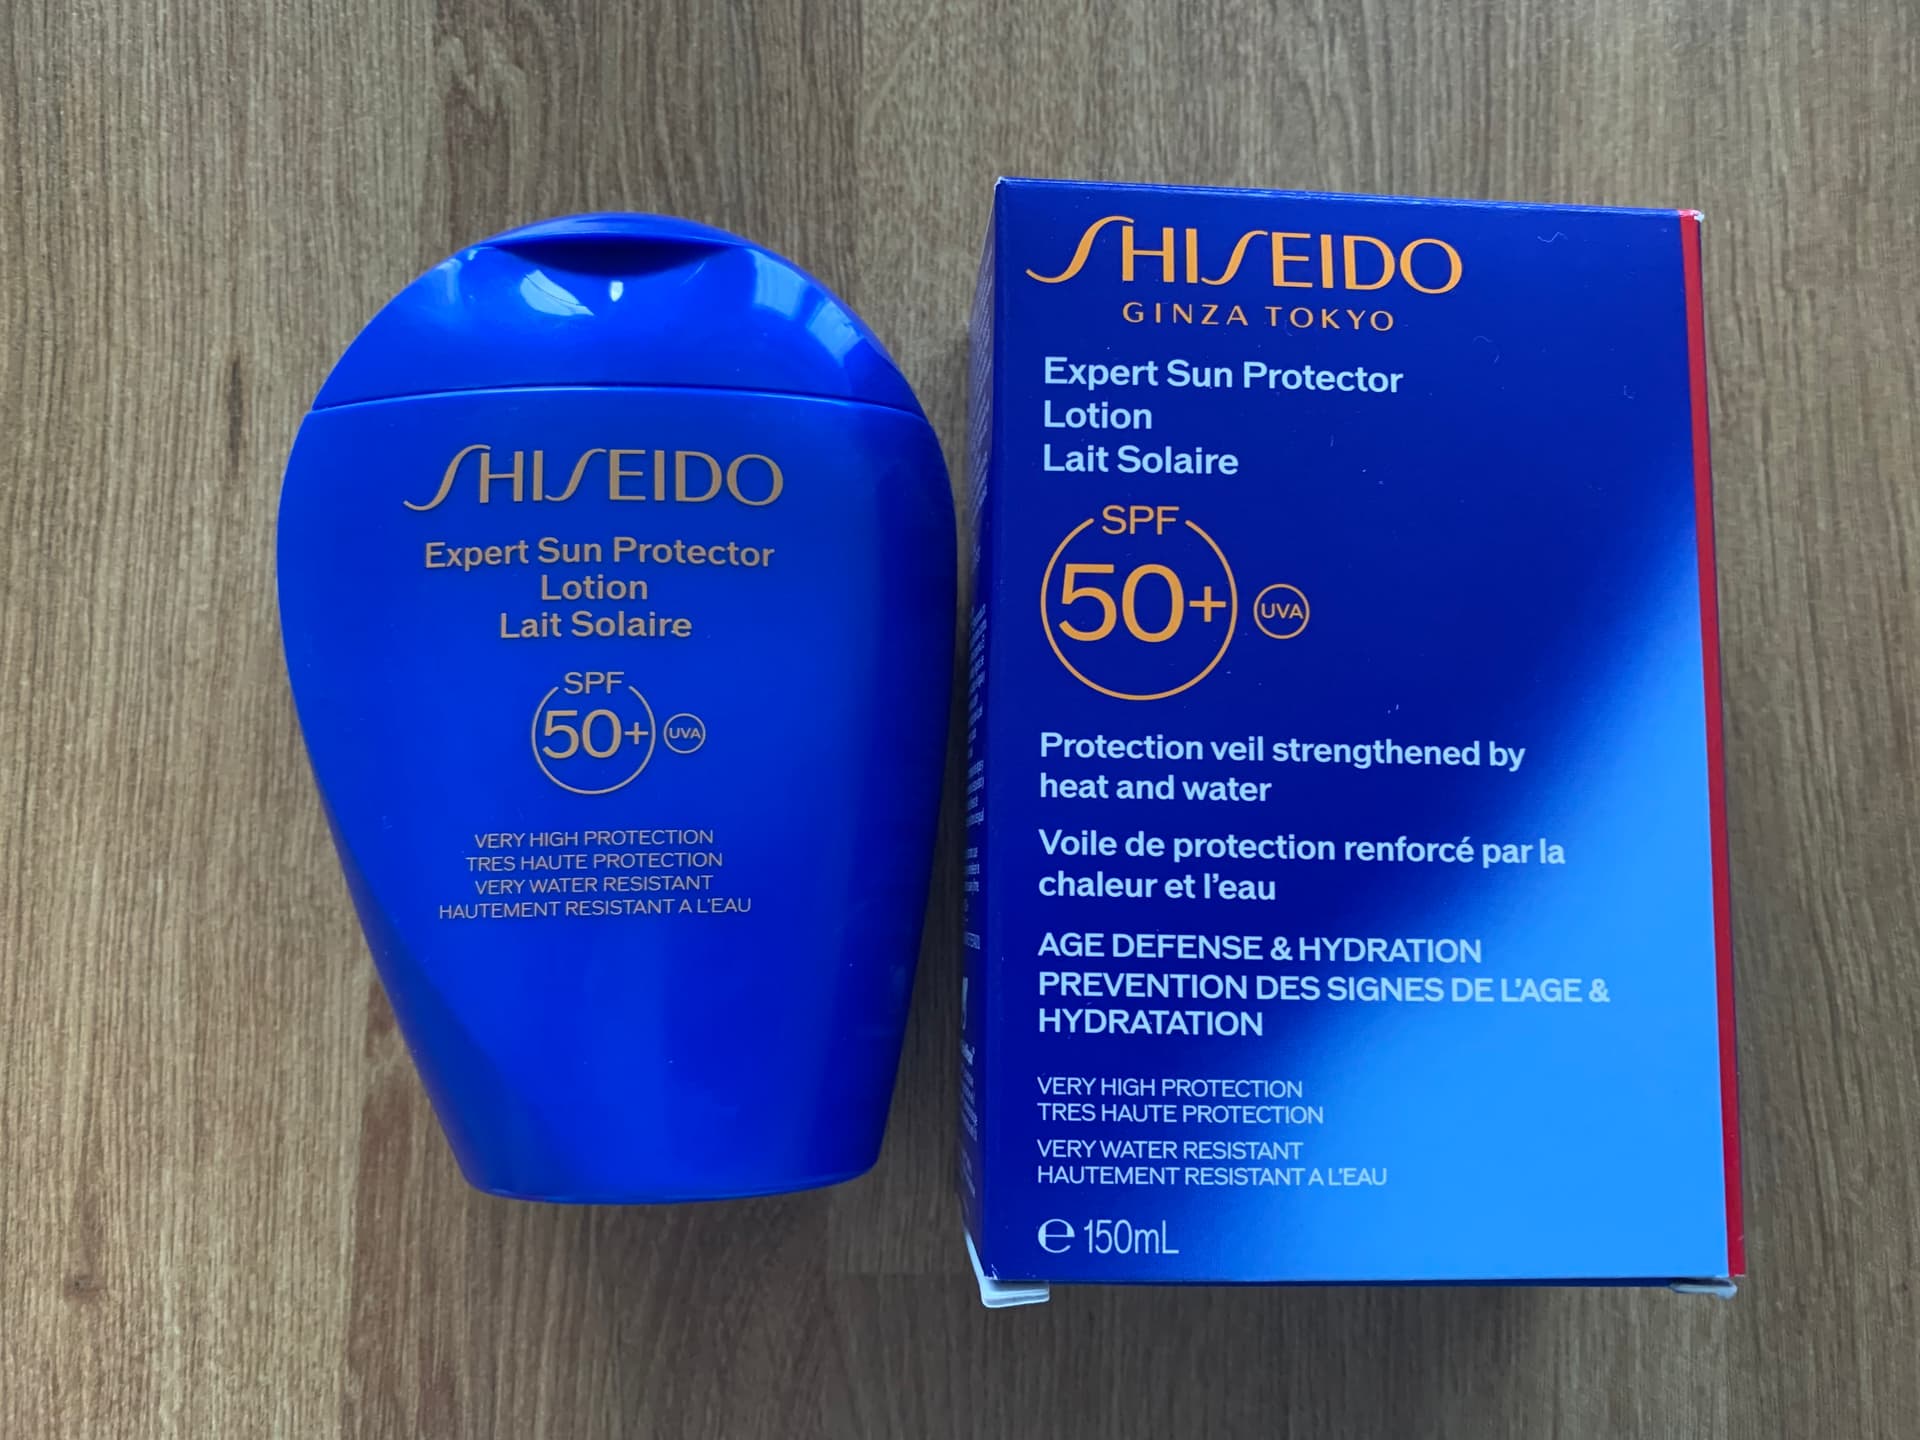 SHISEIDO
Expert Sun Protector
Lotion
Lait Solaire
SPF
50+
UVA
VERY HIGH PROTECTION
TRES HAUTE PROTECTION
VERY WATER RESISTANT
HAUTEMENT RESISTANT A L'EAU
SHISEIDO
GINZA TOKYO
Expert Sun Protector
Lotion
Lait Solaire
SPF
50+
UVA
Protection veil strengthened by
heat and water
Voile de protection renforcé par la
chaleur et l'eau
AGE DEFENSE & HYDRATION
PREVENTION DES SIGNES DE L'AGE &
HYDRATATION
VERY HIGH PROTECTION
TRES HAUTE PROTECTION
VERY WATER RESISTANT
HAUTEMENT RESISTANT A L'EAU
℮ 150mL